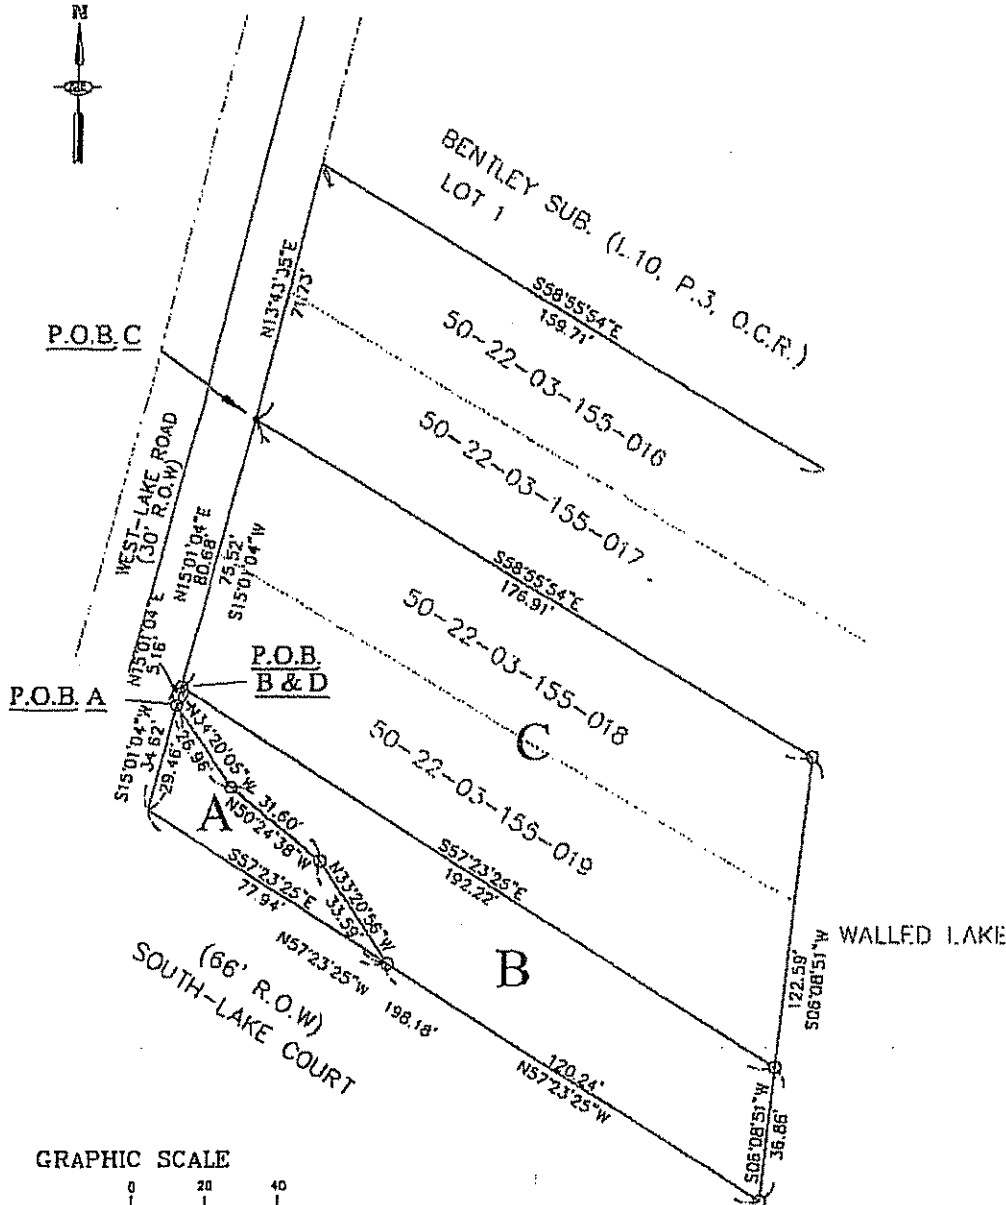 N
BENTLEY SUB. (L.10, P.3, O.C.R.)
LOT 1
N13°43'35"E
71.73'
S58°55'54"E
159.71'
P.O.B. C
50-22-03-155-016
50-22-03-155-017
WEST-LAKE ROAD
(30' R.O.W)
N15°01'04"E
80.68'
75.52'
S15°01'04"W
S58°55'54"E
176.91'
50-22-03-155-018
C
N15°01'04"E
5.16'
P.O.B.
B & D
P.O.B. A
S15°01'04"W
34.62'
29.46'
N34°20'05"W
26.96'
A
31.60'
N50°24'38"W
50-22-03-155-019
S57°23'25"E
192.22'
N33°20'56"W
33.59'
S57°23'25"E
77.94'
WALLED LAKE
122.59'
S06°08'51"W
B
(66' R.O.W)
SOUTH-LAKE COURT
N57°23'25"W
198.18'
120.24'
N57°23'25"W
S06°08'51"W
36.86'
GRAPHIC SCALE
0 20 40